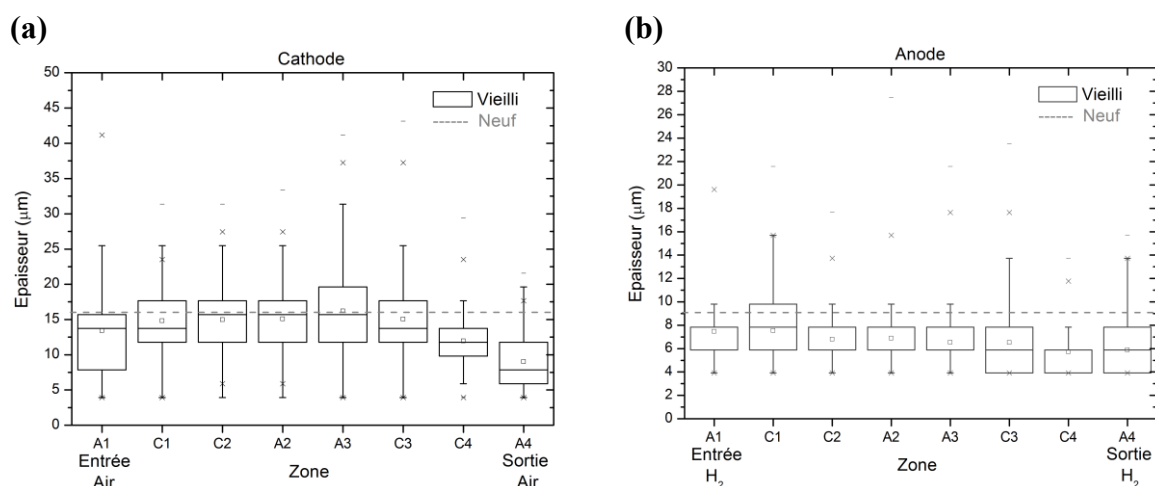 (a)
Cathode
50
45
40
35
30
25
20
15
10
5
0
Epaisseur (μm)
Vieilli
Neuf
A1 C1 C2 A2 A3 C3 C4 A4
Entrée Air
Sortie Air
Zone
(b)
Anode
30
28
26
24
22
20
18
16
14
12
10
8
6
4
2
0
Epaisseur (μm)
Vieilli
Neuf
A1 C1 C2 A2 A3 C3 C4 A4
Entrée H2
Sortie H2
Zone